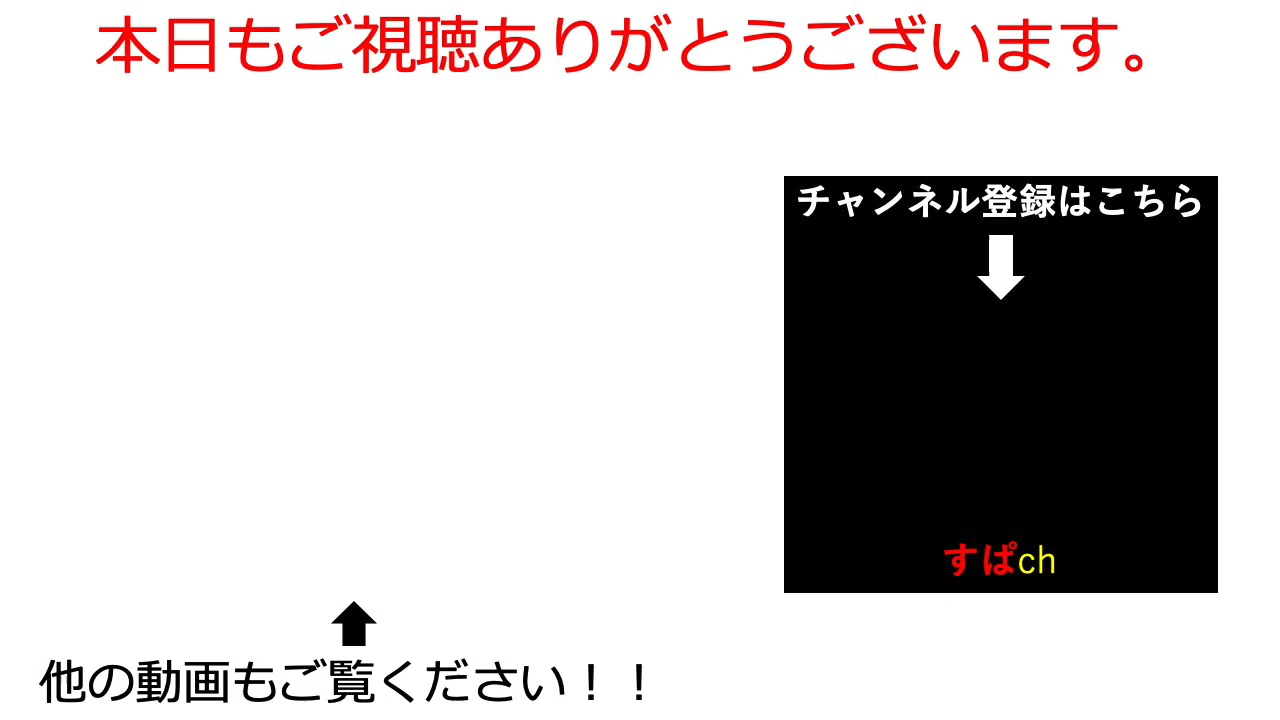 本日もご視聴ありがとうございます。
チャンネル登録はこちら
すぱch
他の動画もご覧ください！！